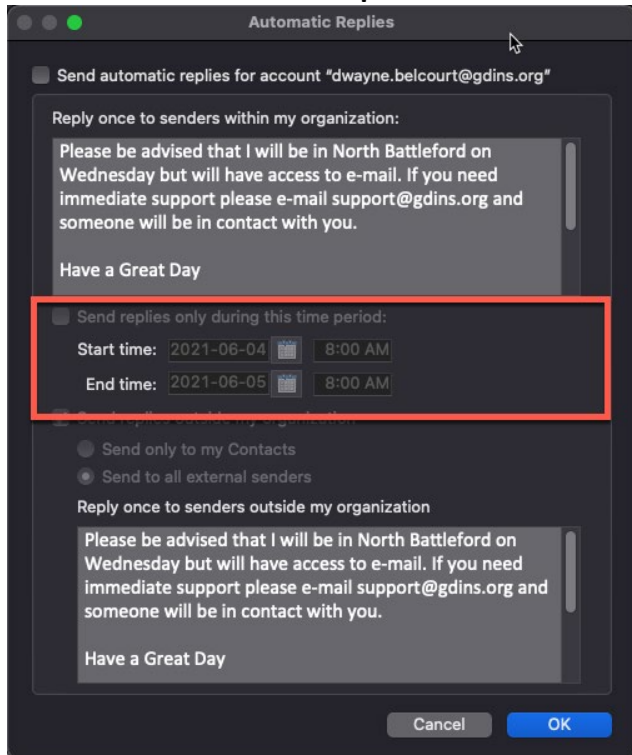 Automatic Replies
Send automatic replies for account "dwayne.belcourt@gdins.org"
Reply once to senders within my organization:
Please be advised that I will be in North Battleford on
Wednesday but will have access to e-mail. If you need
immediate support please e-mail support@gdins.org and
someone will be in contact with you.
Have a Great Day
Send replies only during this time period:
Start time: 2021-06-04 8:00 AM
End time: 2021-06-05 8:00 AM
Send replies outside my organization
Send only to my Contacts
Send to all external senders
Reply once to senders outside my organization
Please be advised that I will be in North Battleford on
Wednesday but will have access to e-mail. If you need
immediate support please e-mail support@gdins.org and
someone will be in contact with you.
Have a Great Day
Cancel OK